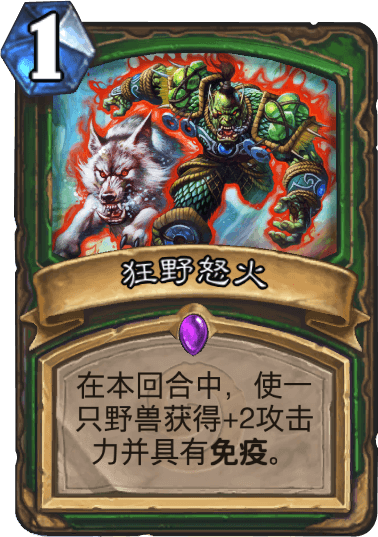 1
狂野怒火
在本回合中，使一
只野兽获得+2攻击
力并具有免疫。